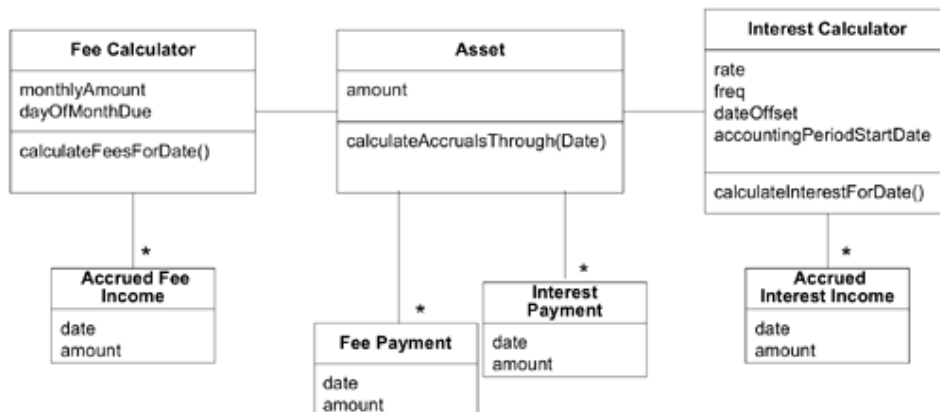 Fee Calculator
monthlyAmount
dayOfMonthDue
calculateFeesForDate()
Asset
amount
calculateAccrualsThrough(Date)
Interest Calculator
rate
freq
dateOffset
accountingPeriodStartDate
calculateInterestForDate()
*
Accrued Fee
Income
date
amount
*
Fee Payment
date
amount
*
Interest
Payment
date
amount
*
Accrued
Interest Income
date
amount